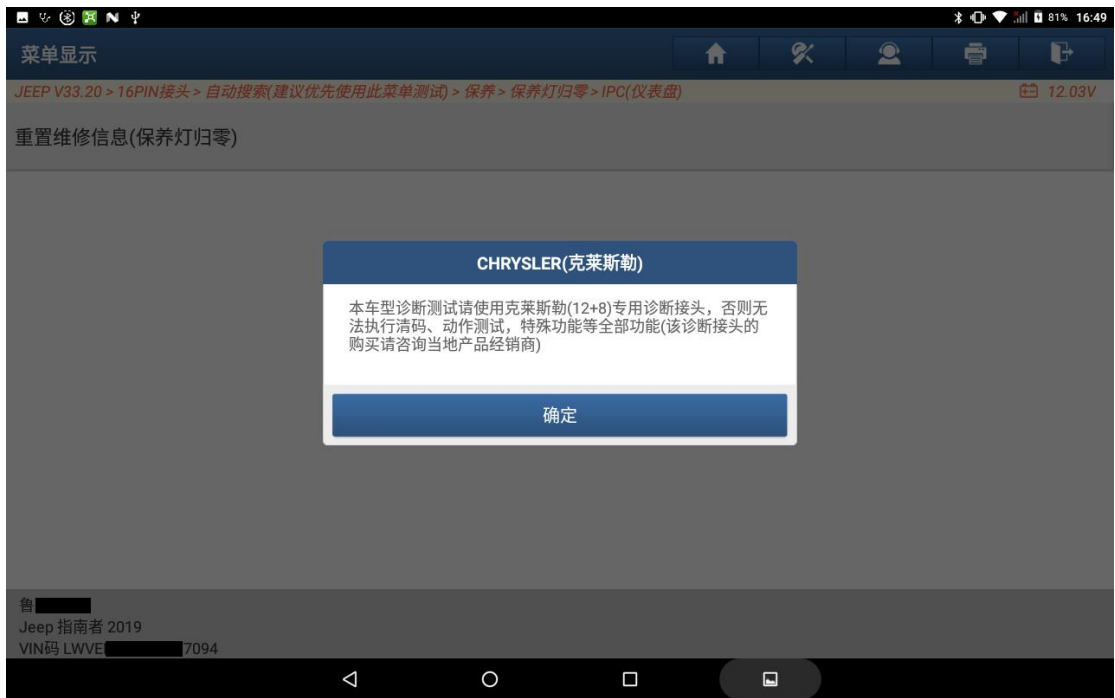 81% 16:49
菜单显示
JEEP V33.20 > 16PIN接头 > 自动搜索(建议优先使用此菜单测试) > 保养 > 保养灯归零 > IPC(仪表盘) 12.03V
重置维修信息(保养灯归零)
CHRYSLER(克莱斯勒)
本车型诊断测试请使用克莱斯勒(12+8)专用诊断接头，否则无
法执行清码、动作测试，特殊功能等全部功能(该诊断接头的
购买请咨询当地产品经销商)
确定
鲁
Jeep 指南者 2019
VIN码 LWVE 7094